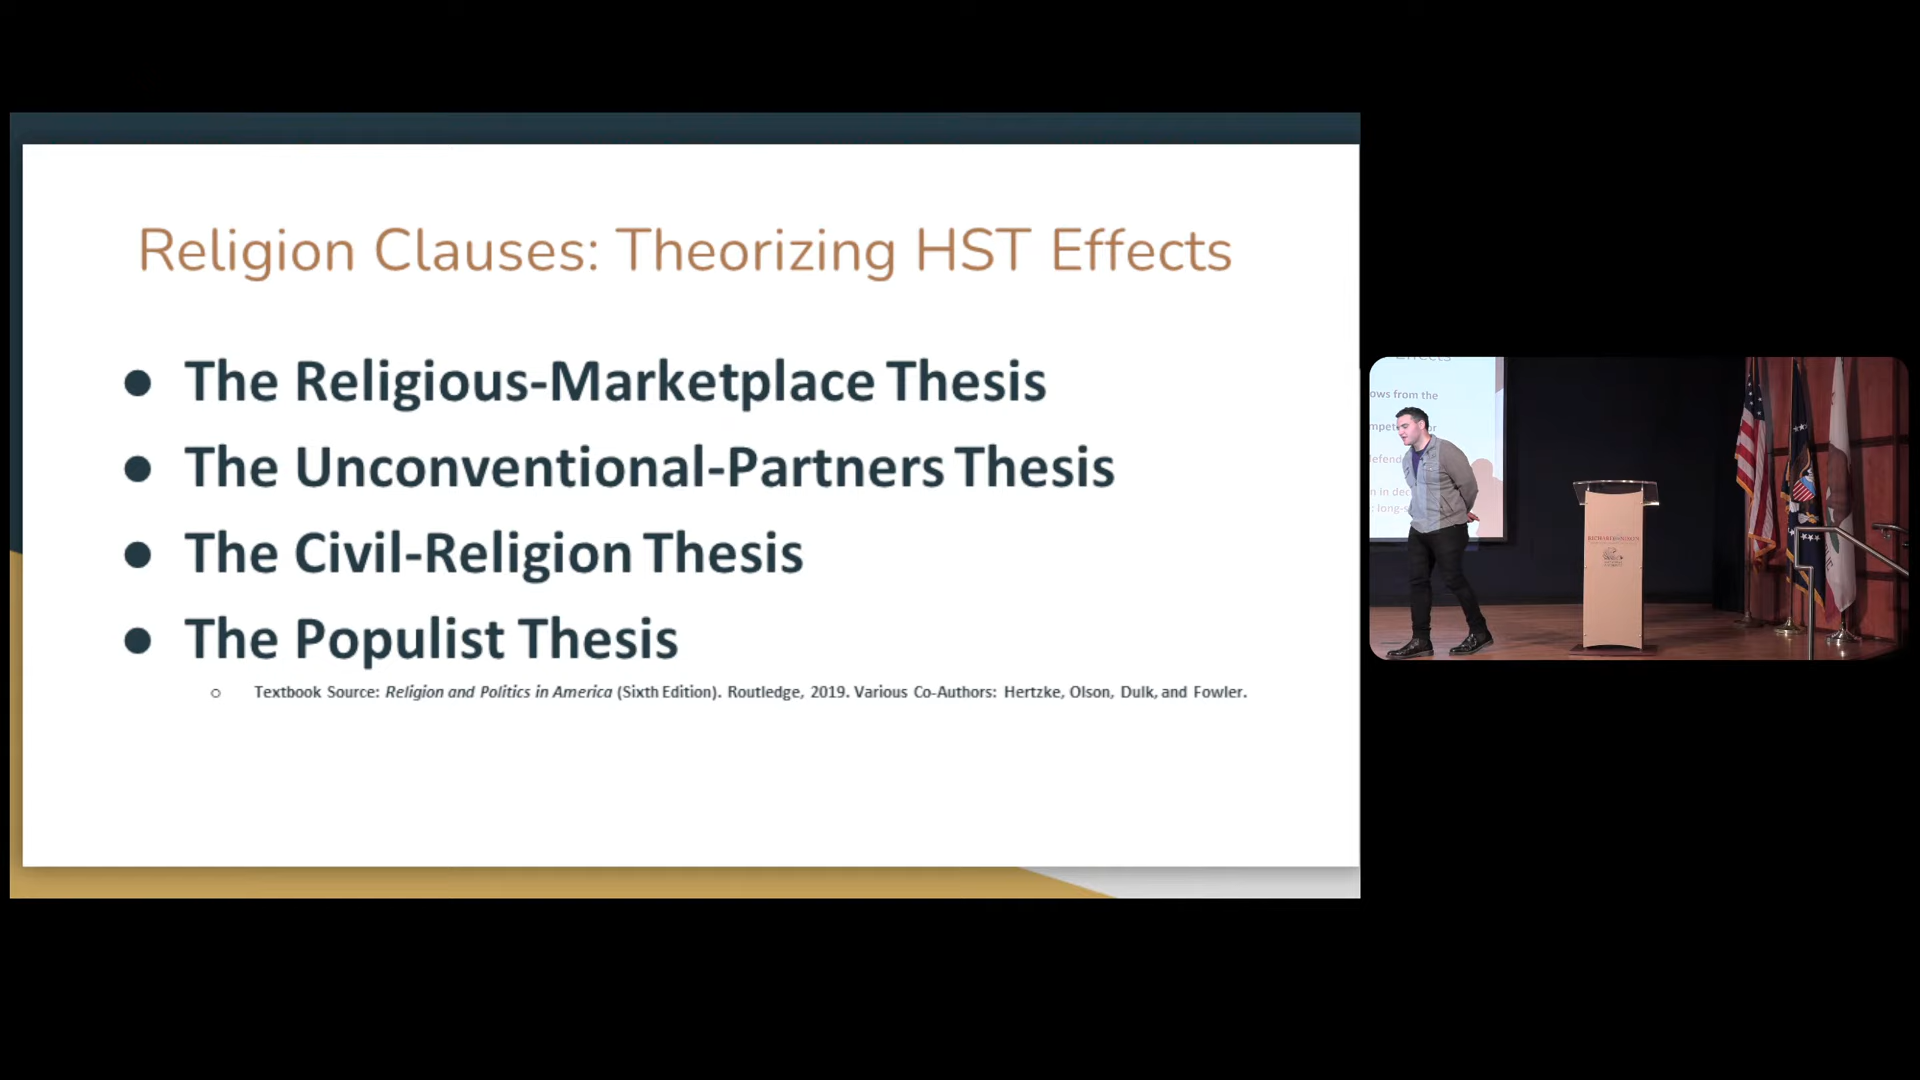 Religion Clauses: Theorizing HST Effects
● The Religious-Marketplace Thesis
● The Unconventional-Partners Thesis
● The Civil-Religion Thesis
● The Populist Thesis
○ Textbook Source: Religion and Politics in America (Sixth Edition). Routledge, 2019. Various Co-Authors: Hertzke, Olson, Dulk, and Fowler.
Effects
ows from the